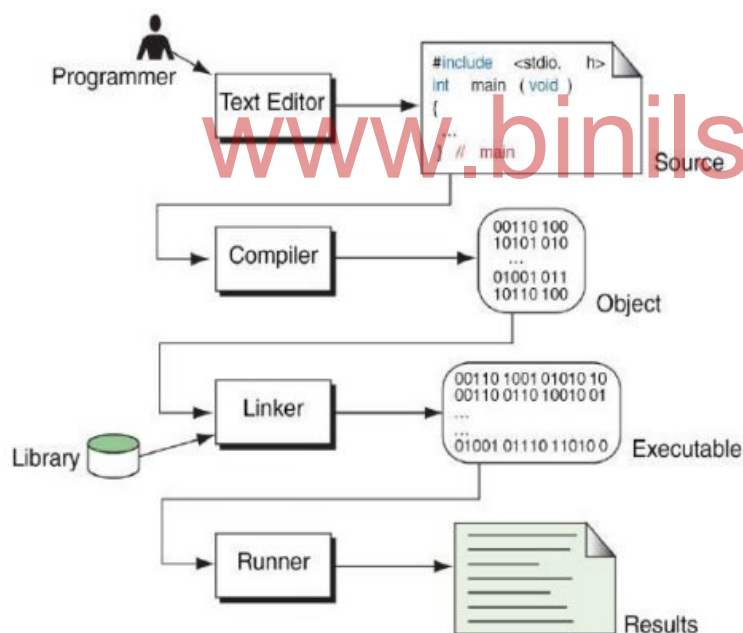 Programmer
Text Editor
#include <stdio. h>
int main (void)
{
...
} // main
Source
www.binils
Compiler
00110 100
10101 010
...
01001 011
10110 100
Object
Linker
Library
00110 1001 01010 10
00110 0110 10010 01
...
...
01001 01110 11010 0
Executable
Runner
Results